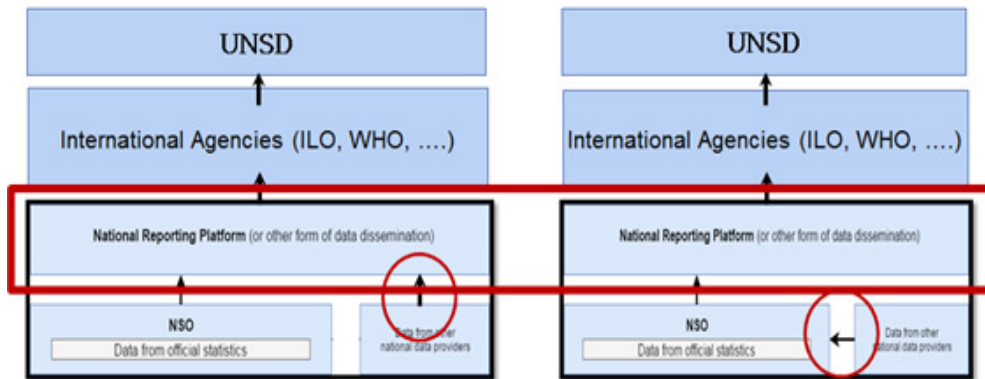 UNSD
International Agencies (ILO, WHO, ....)
National Reporting Platform (or other form of data dissemination)
NSO
Data from official statistics
Data from other
national data providers
UNSD
International Agencies (ILO, WHO, ....)
National Reporting Platform (or other form of data dissemination)
NSO
Data from official statistics
Data from other
national data providers